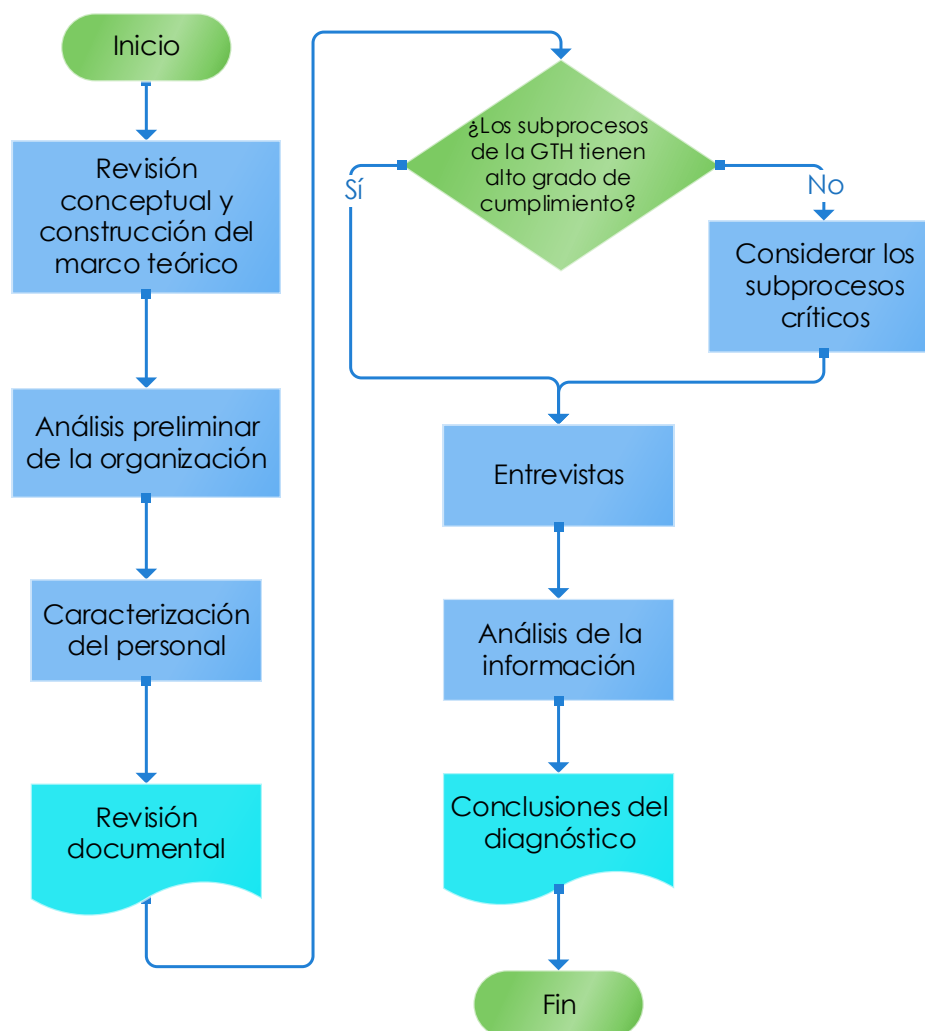 Inicio
Revisión
conceptual y
construcción del
marco teórico
Análisis preliminar
de la organización
Caracterización
del personal
Revisión
documental
¿Los subprocesos
de la GTH tienen
alto grado de
cumplimiento?
Sí
No
Considerar los
subprocesos
críticos
Entrevistas
Análisis de la
información
Conclusiones del
diagnóstico
Fin